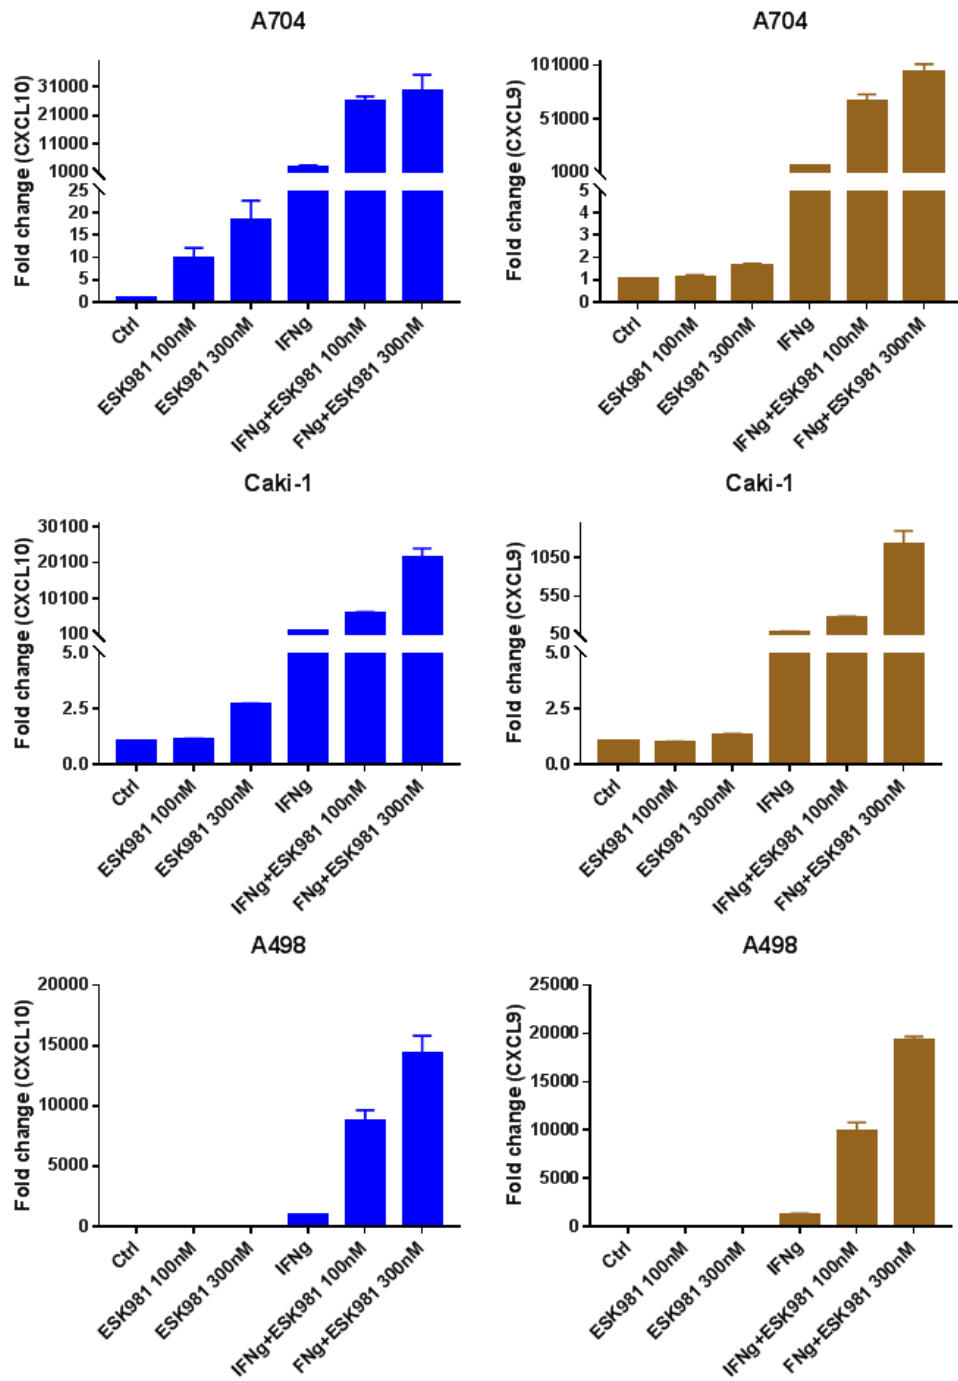 A704
Fold change (CXCL10)
31000
21000
11000
1000
25
20
15
10
5
0
Ctrl
ESK981 100nM
ESK981 300nM
IFNg
IFNg+ESK981 100nM
FNg+ESK981 300nM
A704
Fold change (CXCL9)
101000
51000
1000
5
4
3
2
1
0
Ctrl
ESK981 100nM
ESK981 300nM
IFNg
IFNg+ESK981 100nM
FNg+ESK981 300nM
Caki-1
Fold change (CXCL10)
30100
20100
10100
100
5.0
2.5
0.0
Ctrl
ESK981 100nM
ESK981 300nM
IFNg
IFNg+ESK981 100nM
FNg+ESK981 300nM
Caki-1
Fold change (CXCL9)
1050
550
50
5.0
2.5
0.0
Ctrl
ESK981 100nM
ESK981 300nM
IFNg
IFNg+ESK981 100nM
FNg+ESK981 300nM
A498
Fold change (CXCL10)
20000
15000
10000
5000
0
Ctrl
ESK981 100nM
ESK981 300nM
IFNg
IFNg+ESK981 100nM
FNg+ESK981 300nM
A498
Fold change (CXCL9)
25000
20000
15000
10000
5000
0
Ctrl
ESK981 100nM
ESK981 300nM
IFNg
IFNg+ESK981 100nM
FNg+ESK981 300nM